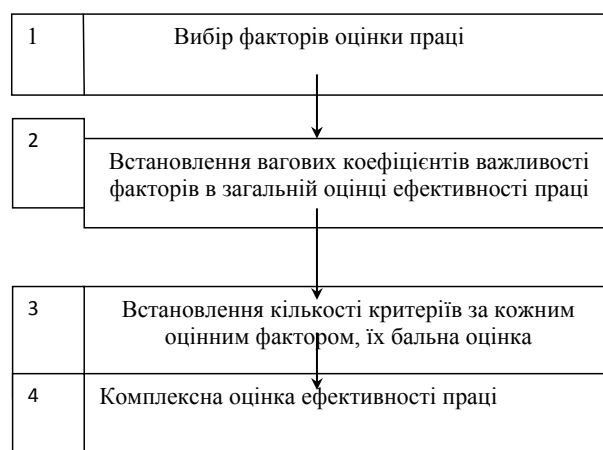 1 Вибір факторів оцінки праці
2
Встановлення вагових коефіцієнтів важливості
факторів в загальній оцінці ефективності праці
3 Встановлення кількості критеріїв за кожним
оцінним фактором, їх бальна оцінка
4 Комплексна оцінка ефективності праці